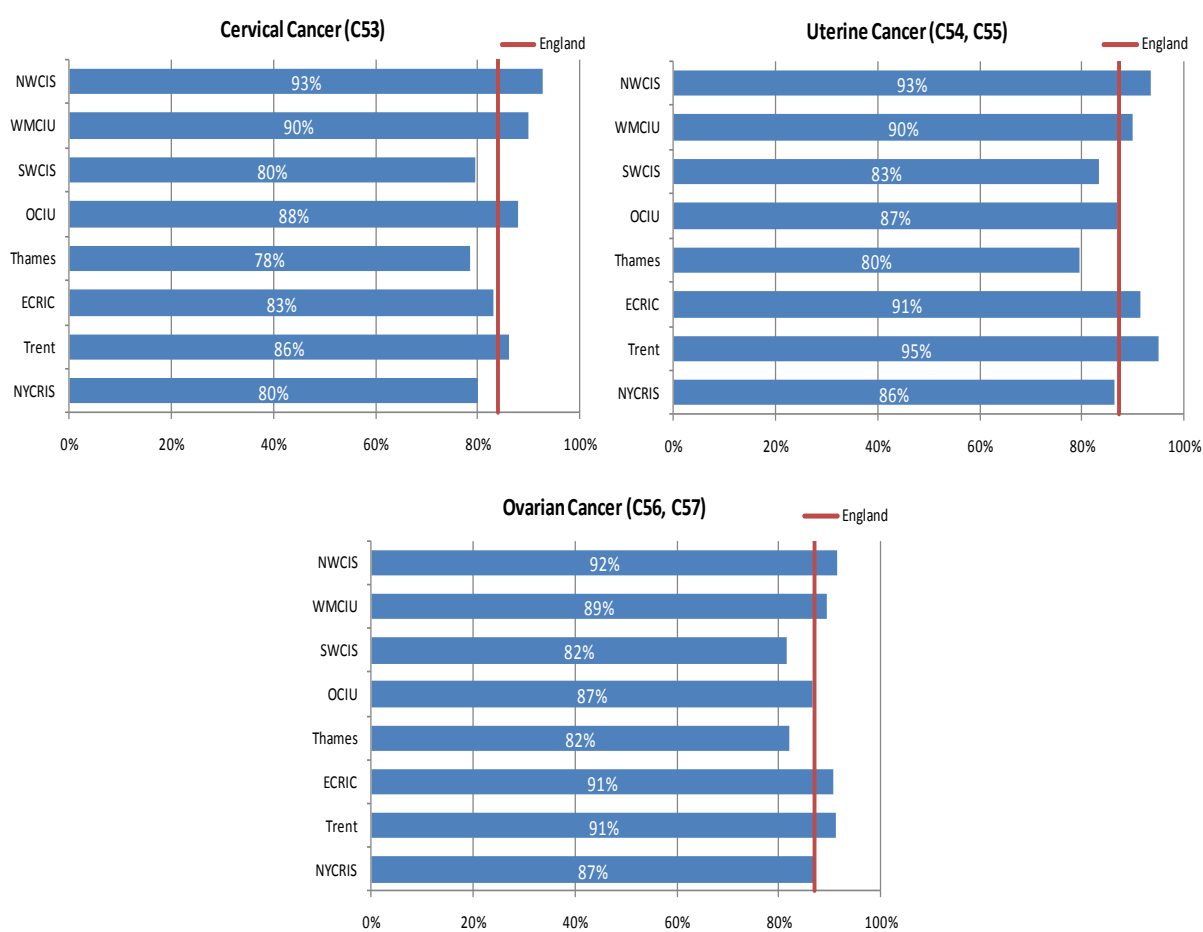 Cervical Cancer (C53)
England
NWCIS 93%
WMCIU 90%
SWCIS 80%
OCIU 88%
Thames 78%
ECRIC 83%
Trent 86%
NYCRIS 80%
0% 20% 40% 60% 80% 100%
Uterine Cancer (C54, C55)
England
NWCIS 93%
WMCIU 90%
SWCIS 83%
OCIU 87%
Thames 80%
ECRIC 91%
Trent 95%
NYCRIS 86%
0% 20% 40% 60% 80% 100%
Ovarian Cancer (C56, C57)
England
NWCIS 92%
WMCIU 89%
SWCIS 82%
OCIU 87%
Thames 82%
ECRIC 91%
Trent 91%
NYCRIS 87%
0% 20% 40% 60% 80% 100%